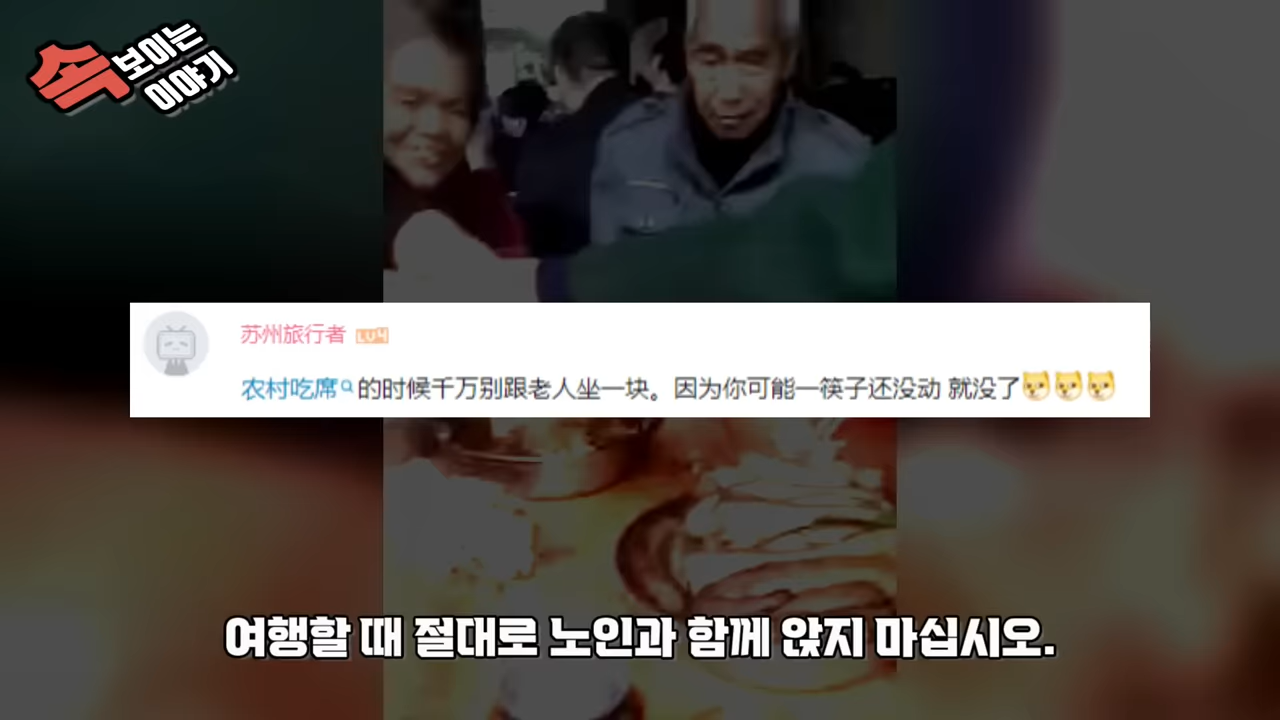 속
보이는
이야기
苏州旅行者 LV4
农村吃席的时候千万别跟老人坐一块。因为你可能一筷子还没动 就没了
여행할 때 절대로 노인과 함께 앉지 마십시오.